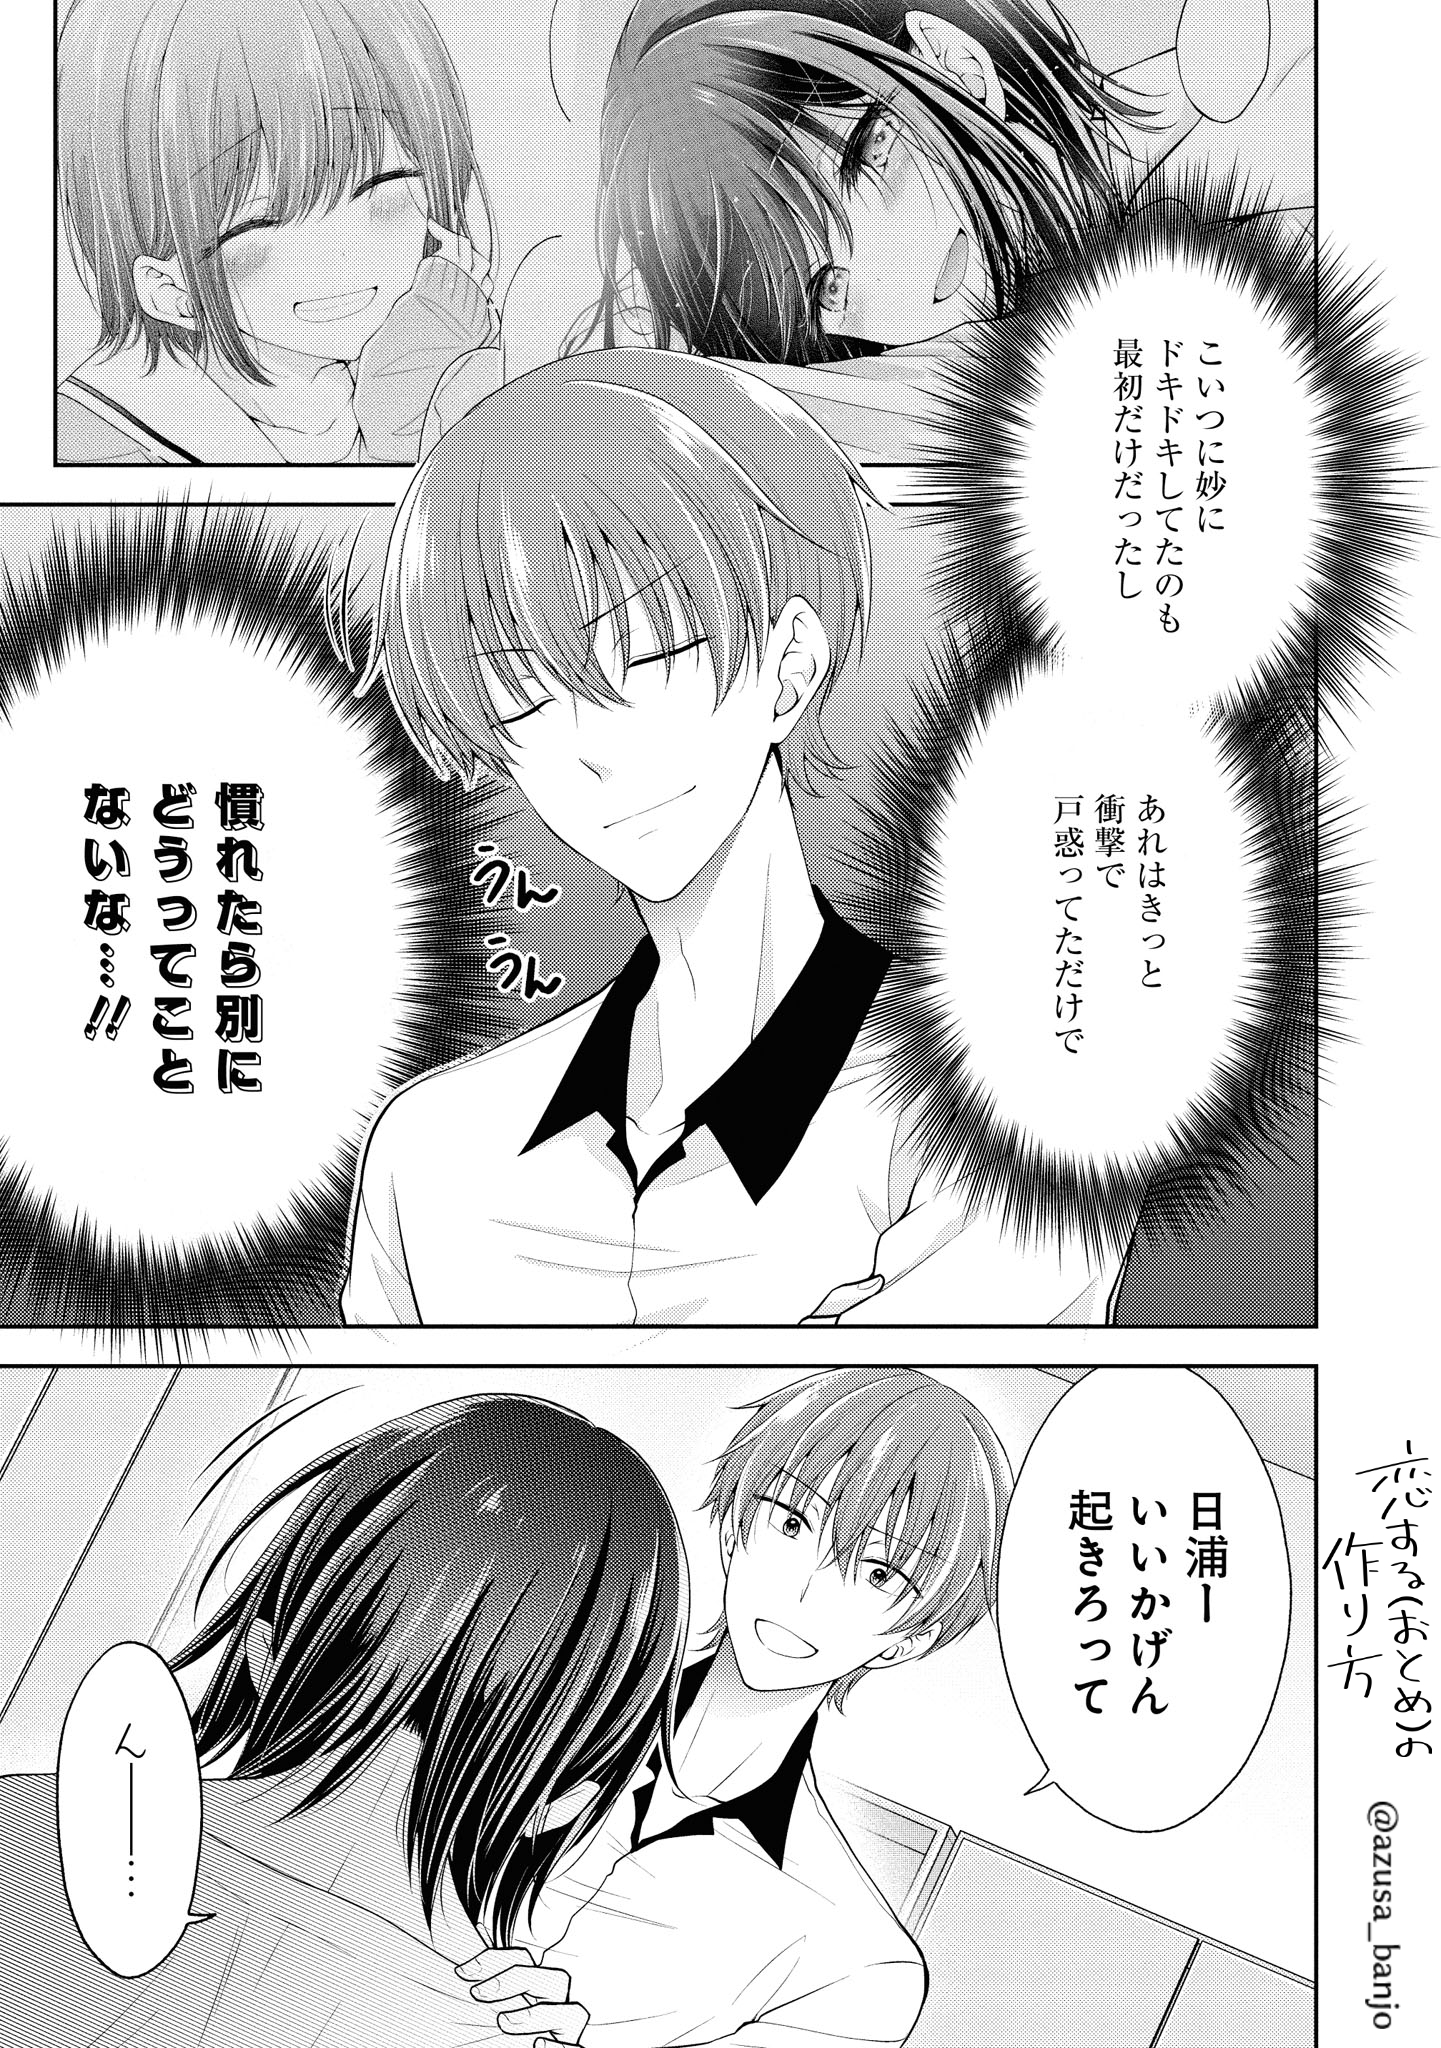 こいつに妙に
ドキドキしてたのも
最初だけだったし
あれはきっと
衝撃で
戸惑ってただけで
うん
うん
慣れたら別に
どうってこと
ないな…!!
日浦ー
いいかげん
起きろって
んー…
恋する(おとめ)の
作り方
@azusa_banjo